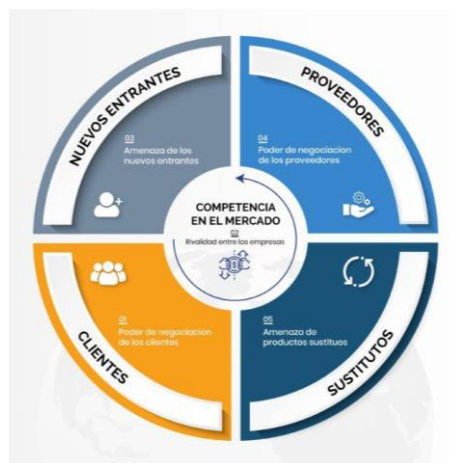 NUEVOS ENTRANTES
03
Amenaza de los
nuevos entrantes
PROVEEDORES
04
Poder de negociacion
de los proveedores
COMPETENCIA
EN EL MERCADO
02
Rivalidad entre las empresas
01
Poder de negociacion
de los clientes
CLIENTES
05
Amenaza de
productos sustituos
SUSTITUTOS